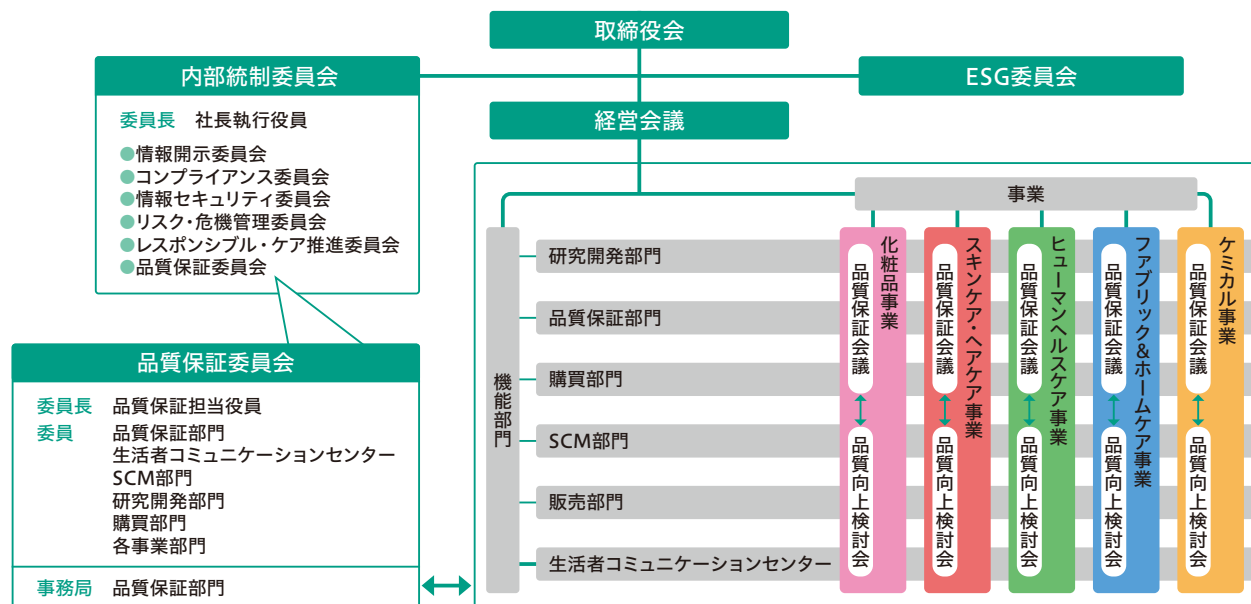 取締役会
内部統制委員会
ESG委員会
委員長 社長執行役員
●情報開示委員会
●コンプライアンス委員会
●情報セキュリティ委員会
●リスク・危機管理委員会
●レスポンシブル・ケア推進委員会
●品質保証委員会
経営会議
品質保証委員会
委員長 品質保証担当役員
委員 品質保証部門
生活者コミュニケーションセンター
SCM部門
研究開発部門
購買部門
各事業部門
事務局 品質保証部門
事業
機能部門
研究開発部門
品質保証部門
購買部門
SCM部門
販売部門
生活者コミュニケーションセンター
化粧品事業
品質保証会議
品質向上検討会
スキンケア・ヘアケア事業
品質保証会議
品質向上検討会
ヒューマンヘルスケア事業
品質保証会議
品質向上検討会
ファブリック&ホームケア事業
品質保証会議
品質向上検討会
ケミカル事業
品質保証会議
品質向上検討会